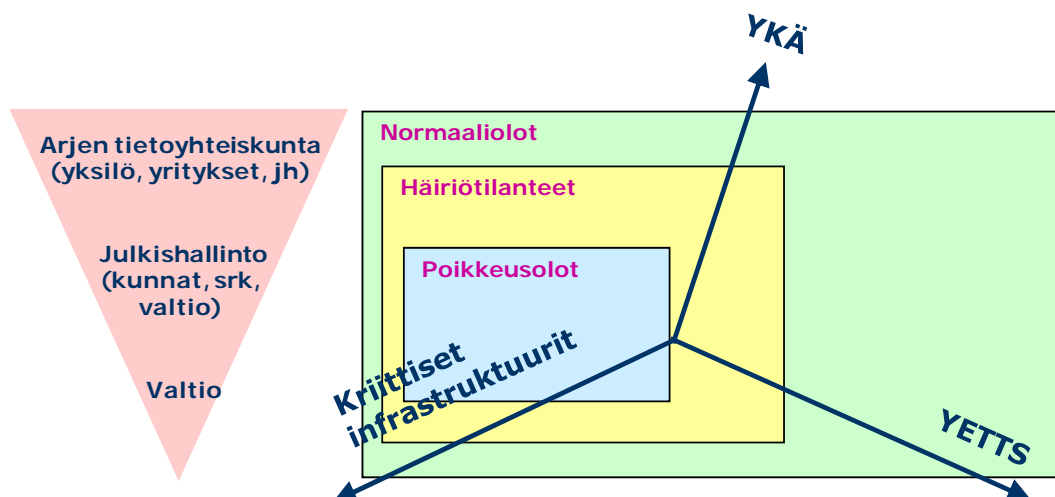 YKÄ
Arjen tietoyhteiskunta
(yksilö, yritykset, jh)
Julkishallinto
(kunnat, srk,
valtio)
Valtio
Normaaliolot
Häiriötilanteet
Poikkeusolot
Kriittiset
infrastruktuurit
YETTS